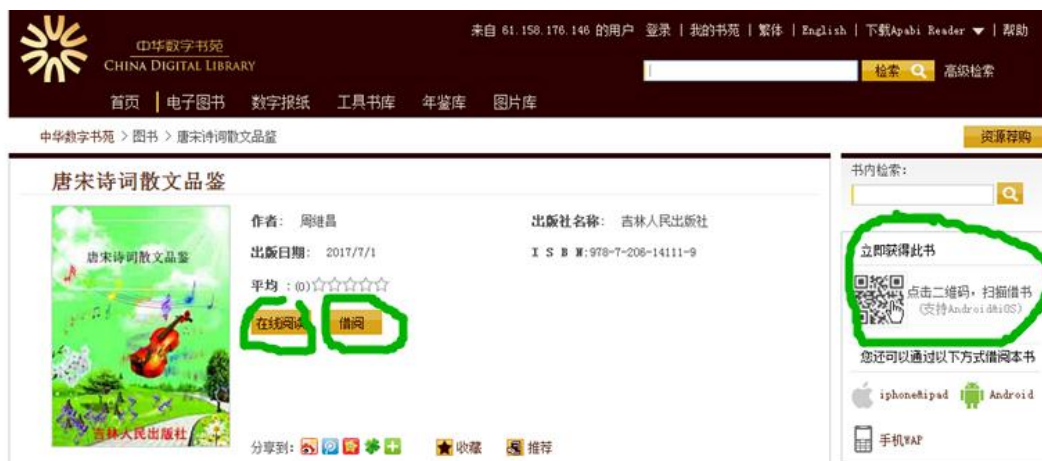 来自 61.158.176.146 的用户 登录 | 我的书苑 | 繁体 | English | 下载Apabi Reader ▼ | 帮助
中华数字书苑
CHINA DIGITAL LIBRARY
检索 高级检索
首页 | 电子图书 数字报纸 工具书库 年鉴库 图片库
中华数字书苑 > 图书 > 唐宋诗词散文品鉴
资源荐购
唐宋诗词散文品鉴
唐宋诗词散文品鉴
吉林人民出版社
作者: 周继昌
出版社名称: 吉林人民出版社
出版日期: 2017/7/1
I S B N:978-7-206-14111-9
平均 :(0)☆☆☆☆☆
在线阅读 借阅
分享到:
收藏 推荐
书内检索:
立即获得此书
点击二维码，扫描借书
(支持Android&iOS)
您还可以通过以下方式借阅本书
iphone&ipad Android
手机WAP